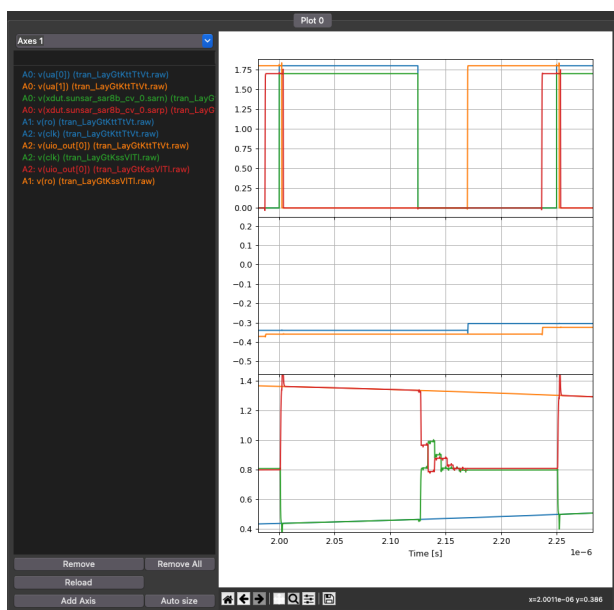 Plot 0
Axes 1
A0: v(ua[0]) (tran_LayGtKttTtVt.raw)
A0: v(ua[1]) (tran_LayGtKttTtVt.raw)
A0: v(xdut.sunsar_sar8b_cv_0.sarn) (tran_LayG
A0: v(xdut.sunsar_sar8b_cv_0.sarp) (tran_LayG
A1: v(ro) (tran_LayGtKttTtVt.raw)
A2: v(clk) (tran_LayGtKttTtVt.raw)
A2: v(uio_out[0]) (tran_LayGtKttTtVt.raw)
A2: v(clk) (tran_LayGtKssVlTl.raw)
A2: v(uio_out[0]) (tran_LayGtKssVlTl.raw)
A1: v(ro) (tran_LayGtKssVlTl.raw)
1.75
1.50
1.25
1.00
0.75
0.50
0.25
0.00
0.2
0.1
0.0
−0.1
−0.2
−0.3
−0.4
−0.5
1.4
1.2
1.0
0.8
0.6
0.4
2.00 2.05 2.10 2.15 2.20 2.25
Time [s]
1e−6
Remove Remove All
Reload
Add Axis Auto size
x=2.0011e-06 y=0.386